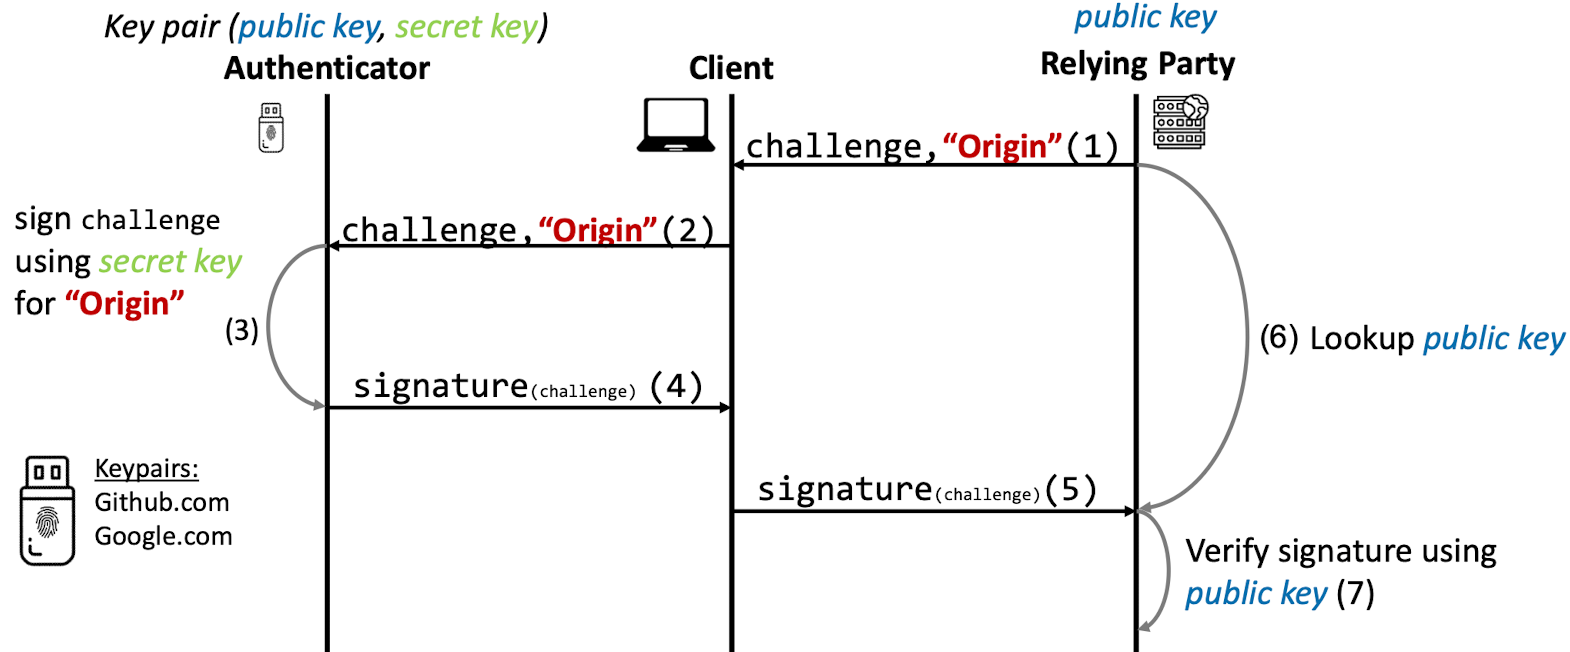 Key pair (public key, secret key)
public key
Authenticator
Client
Relying Party
challenge, “Origin” (1)
challenge, “Origin” (2)
sign challenge
using secret key
for “Origin”
(3)
(6) Lookup public key
signature(challenge) (4)
Keypairs:
Github.com
Google.com
signature(challenge) (5)
Verify signature using
public key (7)